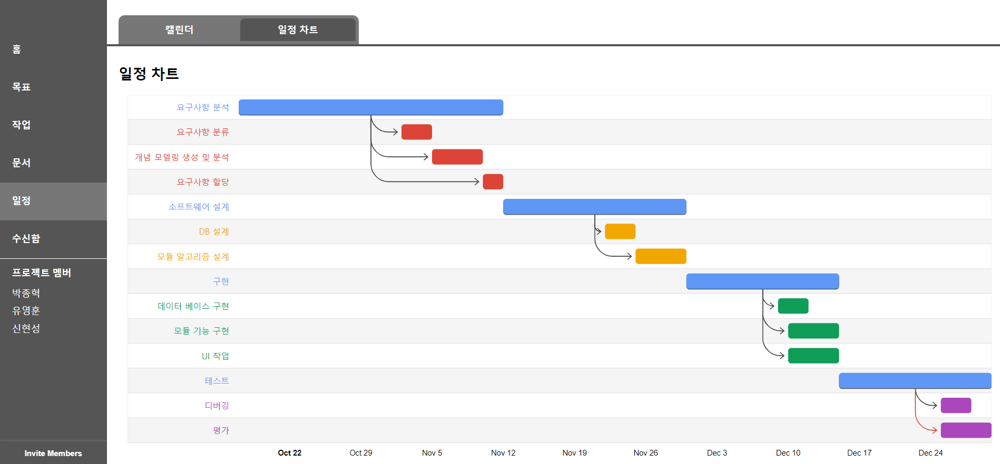 홈
목표
작업
문서
일정
수신함
프로젝트 멤버
박종혁
유영훈
신현성
Invite Members
캘린더
일정 차트
일정 차트
요구사항 분석
요구사항 분류
개념 모델링 생성 및 분석
요구사항 할당
소프트웨어 설계
DB 설계
모듈 알고리즘 설계
구현
데이터 베이스 구현
모듈 기능 구현
UI 작업
테스트
디버깅
평가
Oct 22 Oct 29 Nov 5 Nov 12 Nov 19 Nov 26 Dec 3 Dec 10 Dec 17 Dec 24